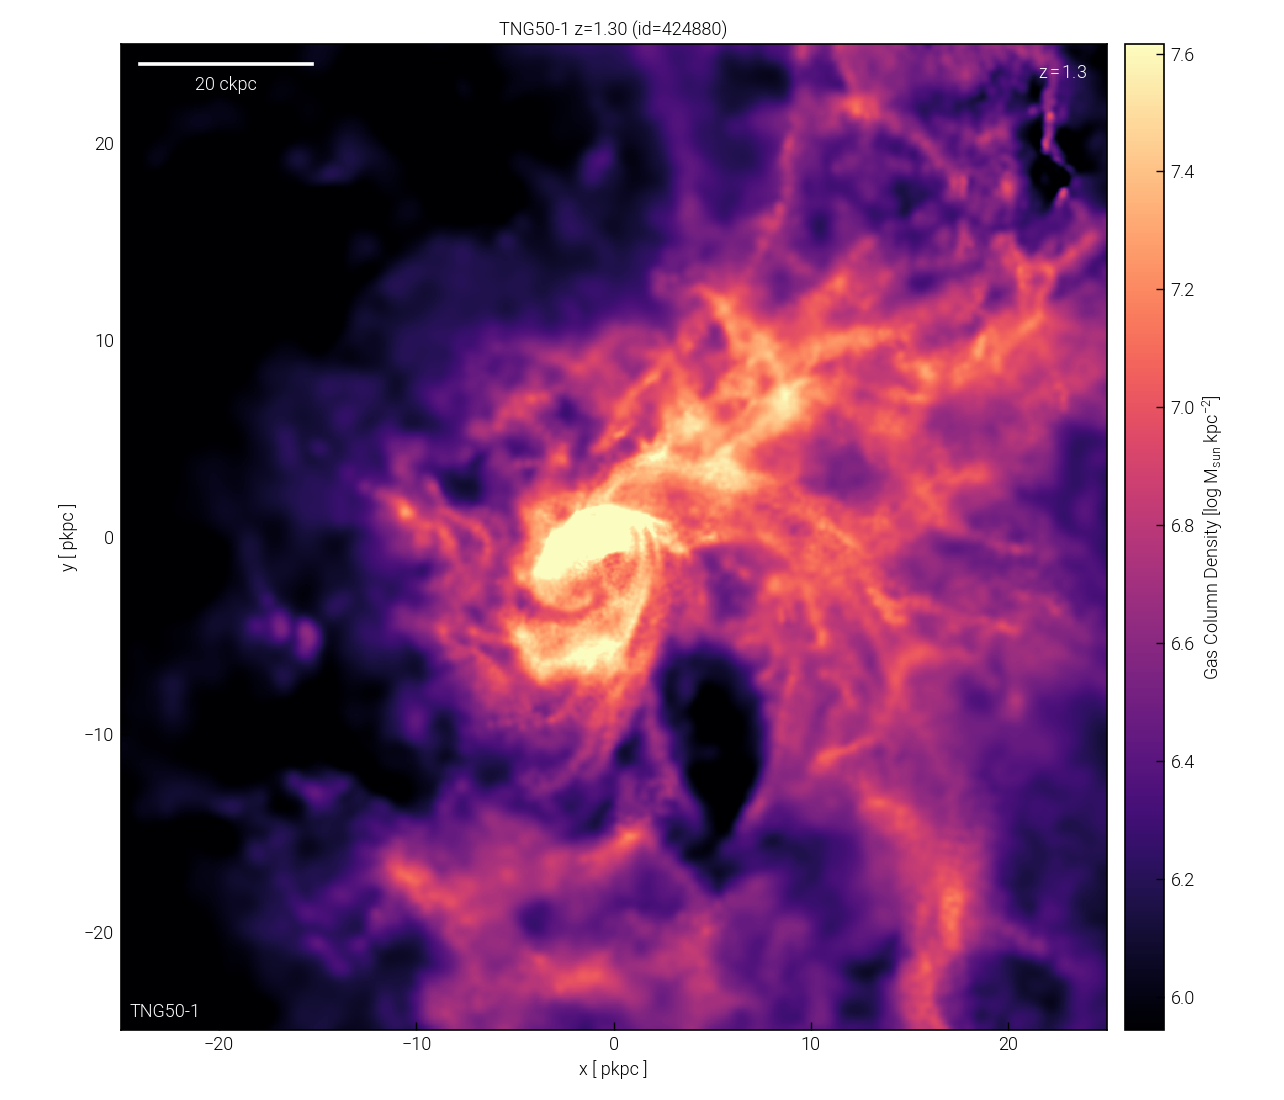 TNG50-1 z=1.30 (id=424880)
20 ckpc
z=1.3
TNG50-1
y [ pkpc ]
20
10
0
−10
−20
−20
−10
0
10
20
x [ pkpc ]
7.6
7.4
7.2
7.0
6.8
6.6
6.4
6.2
6.0
Gas Column Density [log Msun kpc−2]